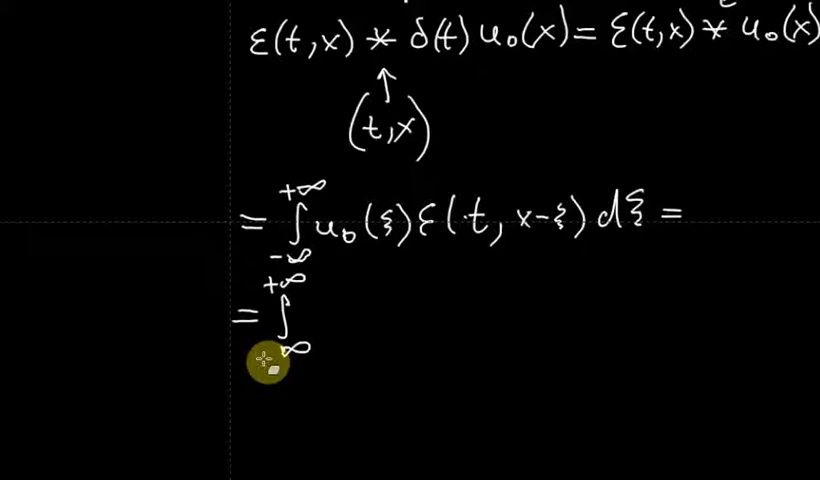 ε(t,x) * δ(t) u₀(x) = ε(t,x) * u₀(x)
↑
(t,x)
= ∫_{-∞}^{+∞} u₀(ξ) ε(t, x-ξ) dξ =
= ∫_{∞}^{+∞}